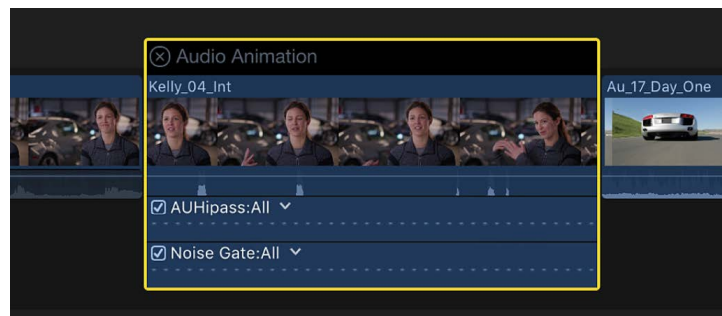 Audio Animation
Kelly_04_Int
Au_17_Day_One
AUHipass:All
Noise Gate:All